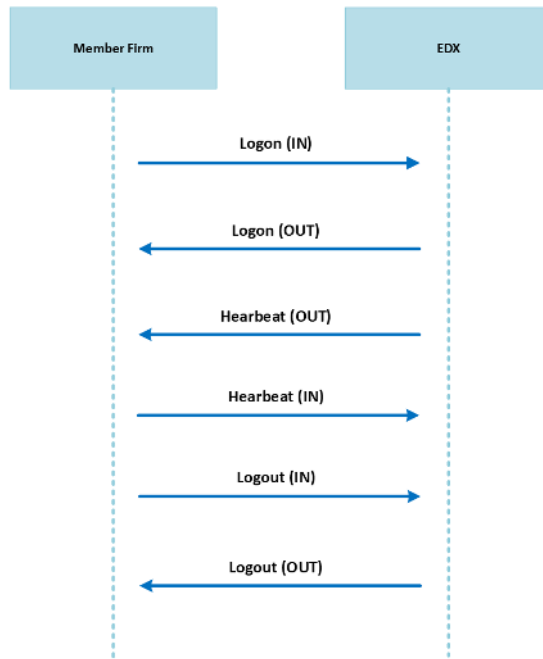 Member Firm
EDX
Logon (IN)
Logon (OUT)
Hearbeat (OUT)
Hearbeat (IN)
Logout (IN)
Logout (OUT)